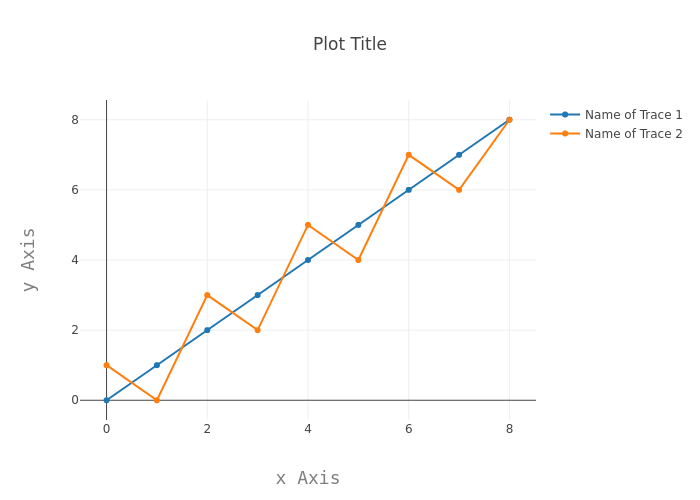 Plot Title
Name of Trace 1
Name of Trace 2
8
6
4
2
0
y Axis
0 2 4 6 8
x Axis